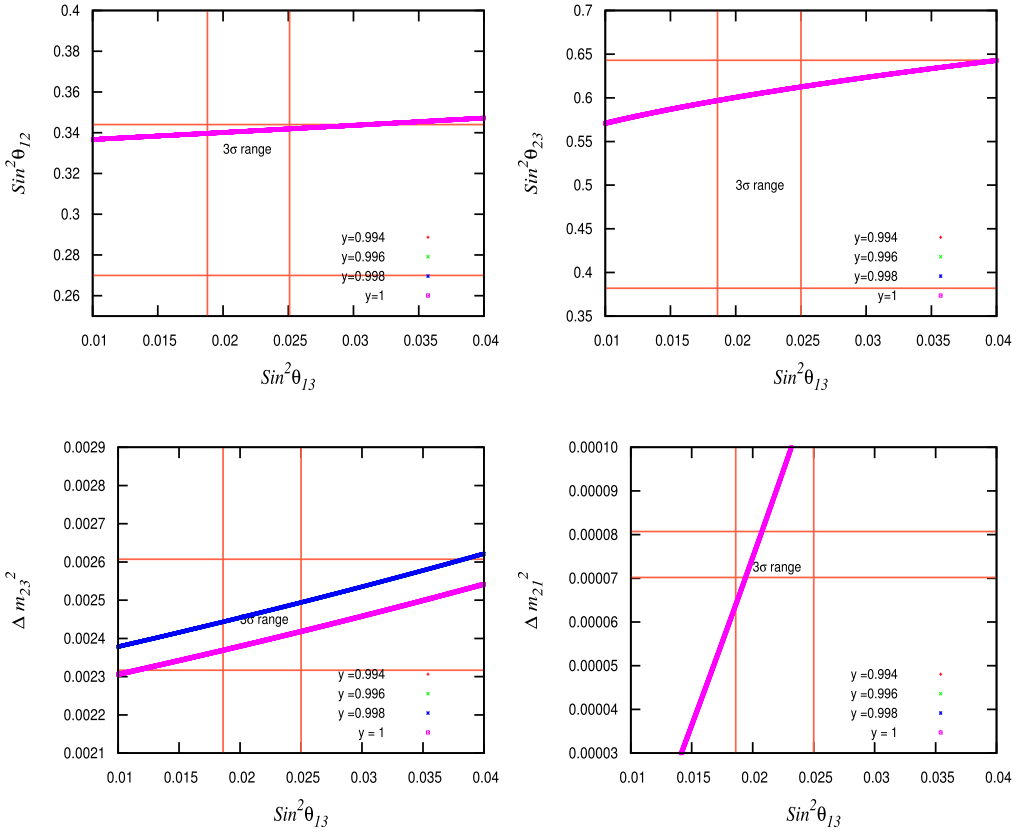 0.4
0.38
0.36
0.34
0.32
0.3
0.28
0.26
Sin²θ12
3σ range
y=0.994
y=0.996
y=0.998
y=1
0.01 0.015 0.02 0.025 0.03 0.035 0.04
Sin²θ13
0.7
0.65
0.6
0.55
0.5
0.45
0.4
0.35
Sin²θ23
3σ range
y=0.994
y=0.996
y=0.998
y=1
0.01 0.015 0.02 0.025 0.03 0.035 0.04
Sin²θ13
0.0029
0.0028
0.0027
0.0026
0.0025
0.0024
0.0023
0.0022
0.0021
Δ m23²
3σ range
y =0.994
y =0.996
y =0.998
y = 1
0.01 0.015 0.02 0.025 0.03 0.035 0.04
Sin²θ13
0.00010
0.00009
0.00008
0.00007
0.00006
0.00005
0.00004
0.00003
Δ m21²
3σ range
y =0.994
y =0.996
y =0.998
y = 1
0.01 0.015 0.02 0.025 0.03 0.035 0.04
Sin²θ13